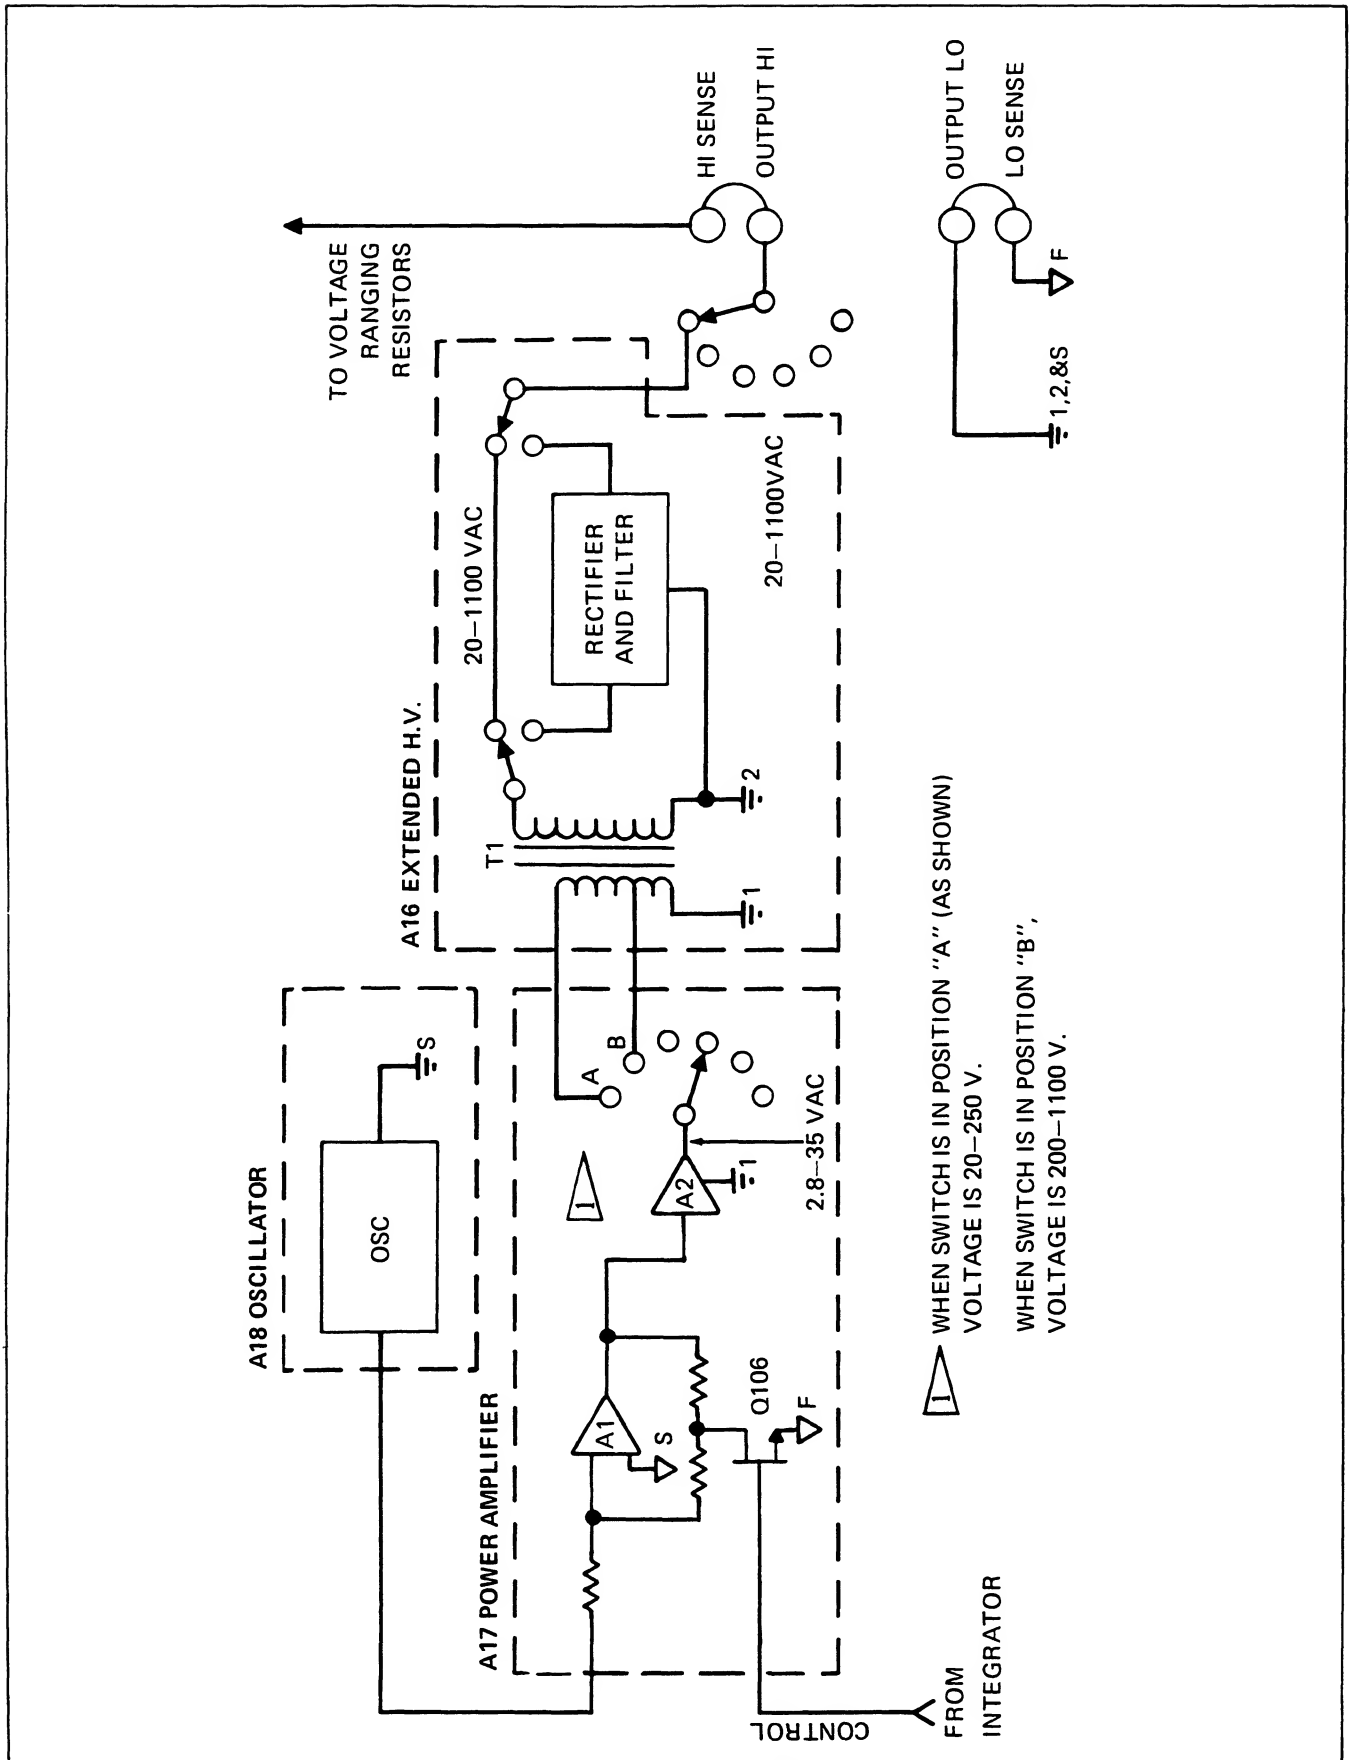 A18 OSCILLATOR
OSC
S
A17 POWER AMPLIFIER
A1
S
Q106
F
A2
1
1
2.8–35 VAC
A
B
CONTROL
FROM
INTEGRATOR
A16 EXTENDED H.V.
T1
1
2
20–1100 VAC
RECTIFIER
AND FILTER
20–1100VAC
TO VOLTAGE
RANGING
RESISTORS
HI SENSE
OUTPUT HI
OUTPUT LO
LO SENSE
F
1,2,&S
1 WHEN SWITCH IS IN POSITION "A" (AS SHOWN)
VOLTAGE IS 20–250 V.
WHEN SWITCH IS IN POSITION "B",
VOLTAGE IS 200–1100 V.